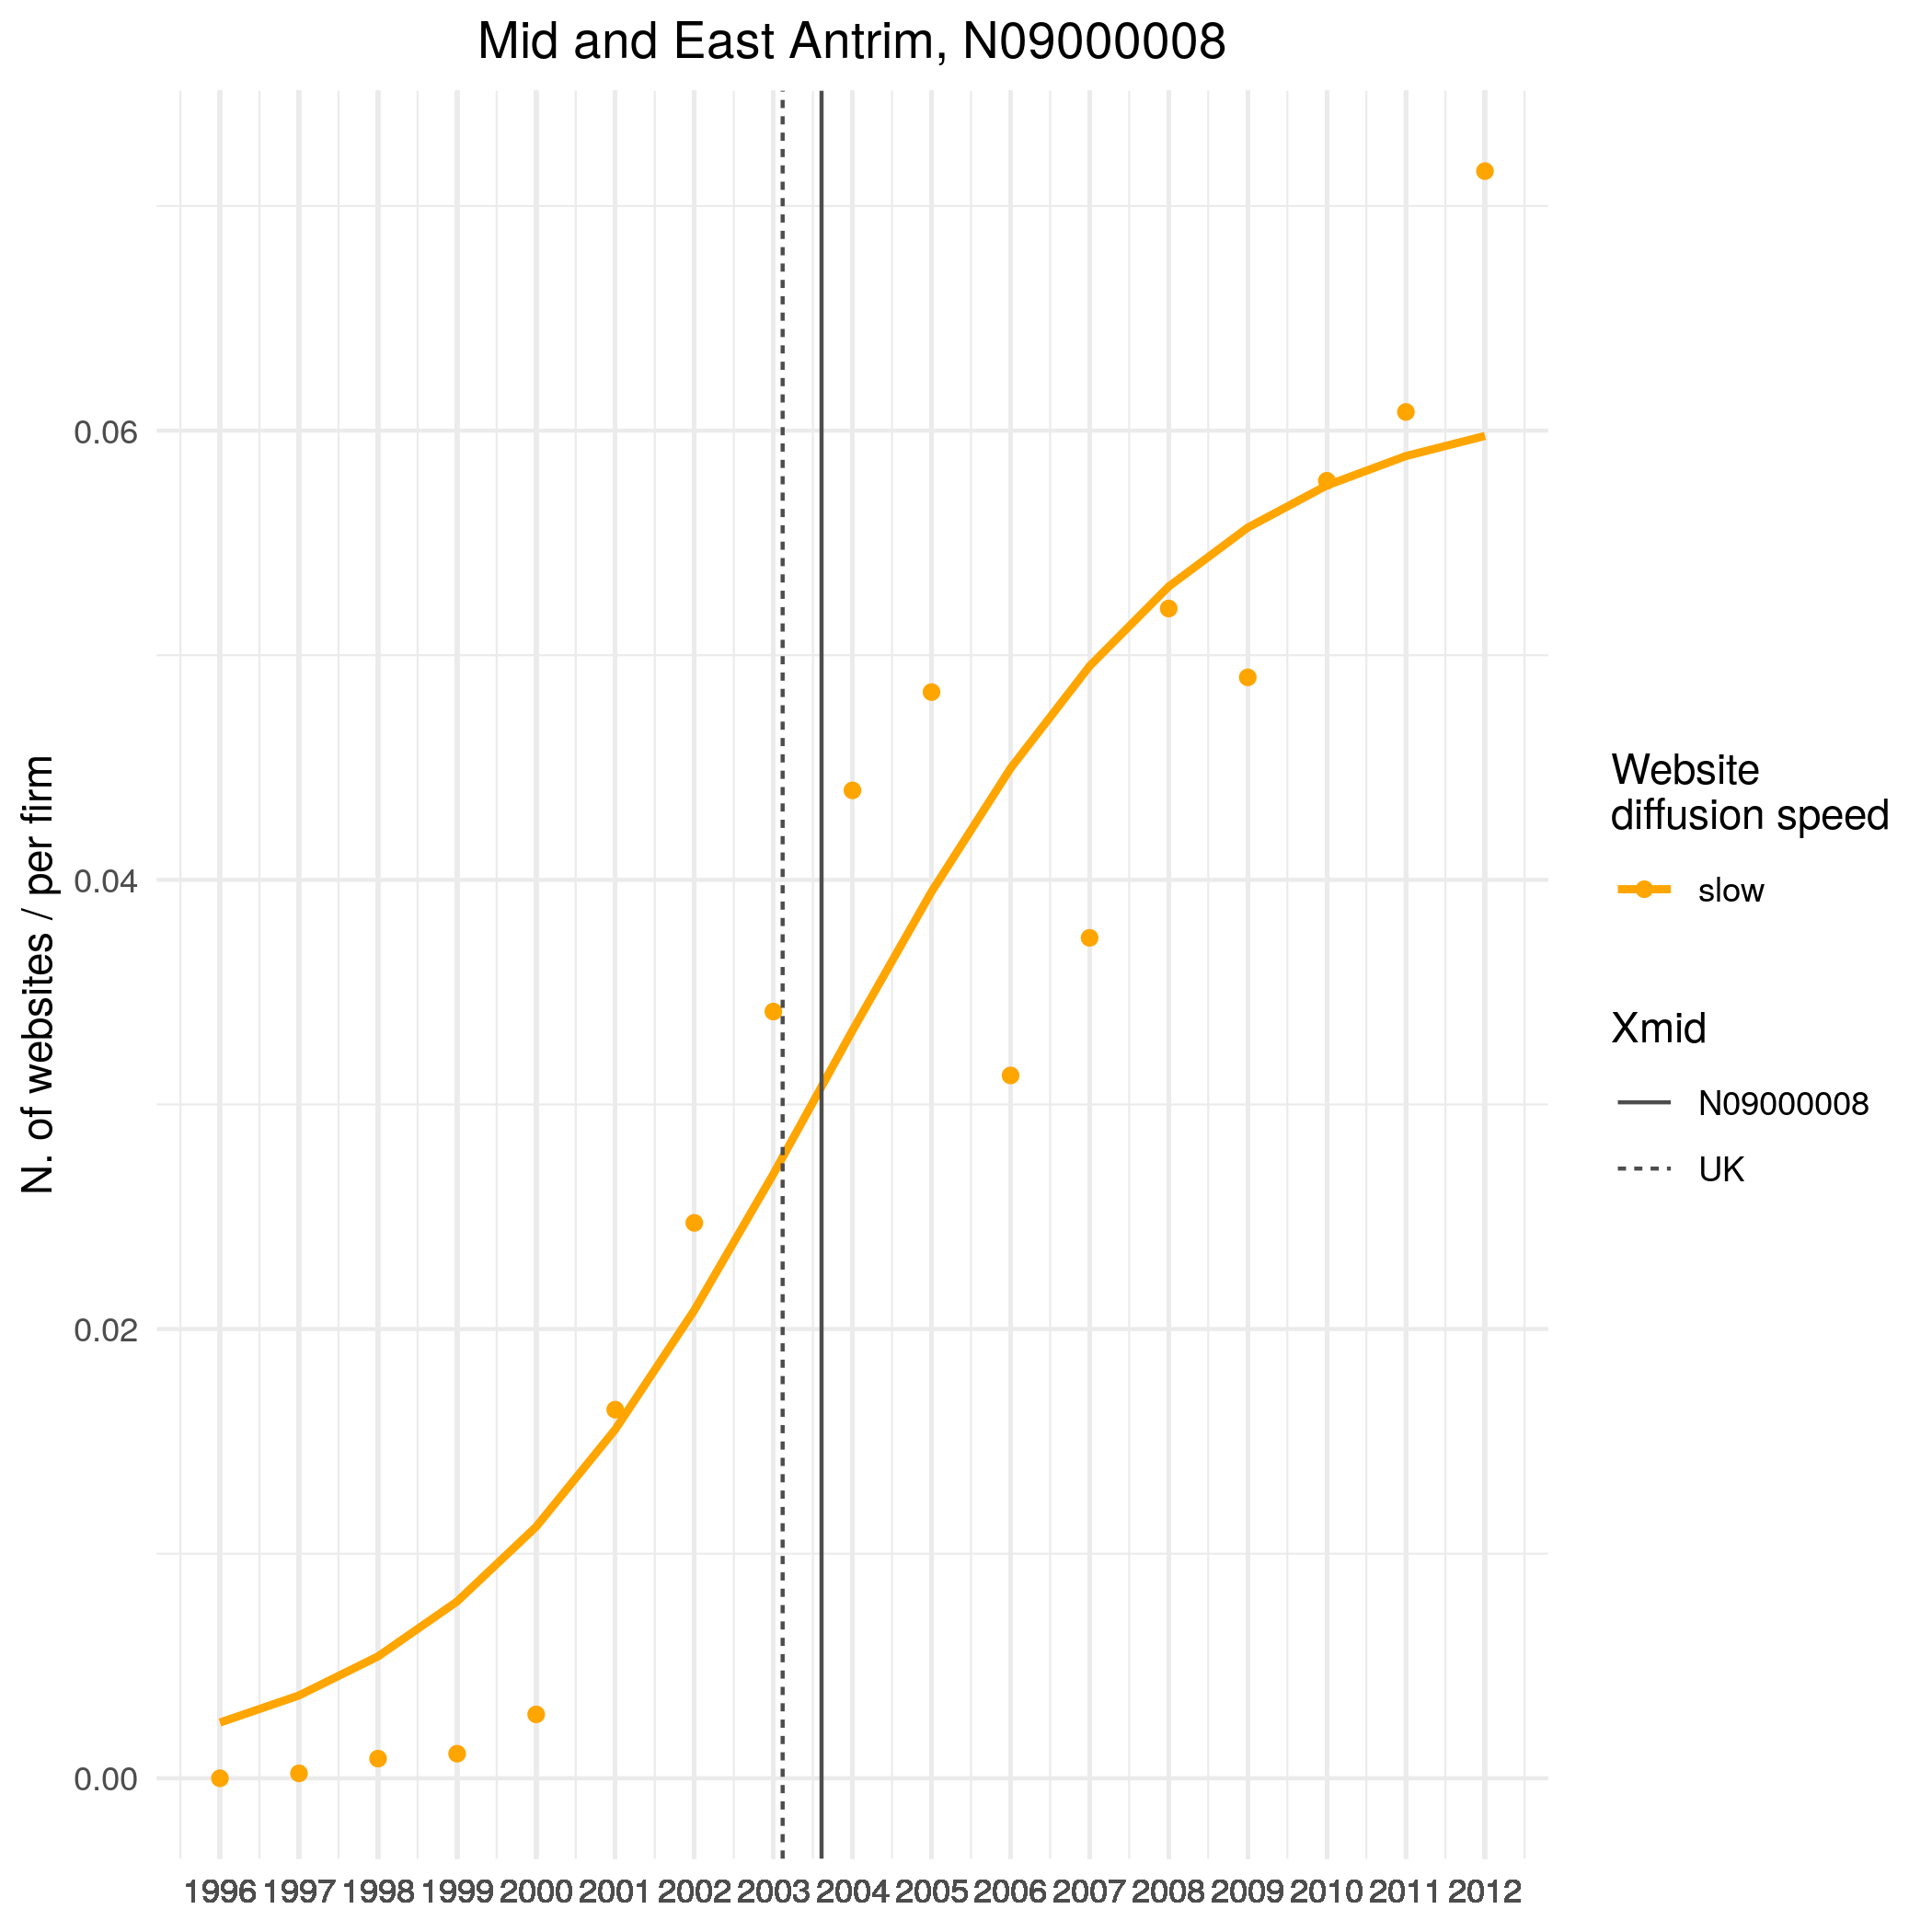 Mid and East Antrim, N09000008
N. of websites / per firm
0.06
0.04
0.02
0.00
1996 1997 1998 1999 2000 2001 2002 2003 2004 2005 2006 2007 2008 2009 2010 2011 2012
Website
diffusion speed
slow
Xmid
N09000008
UK